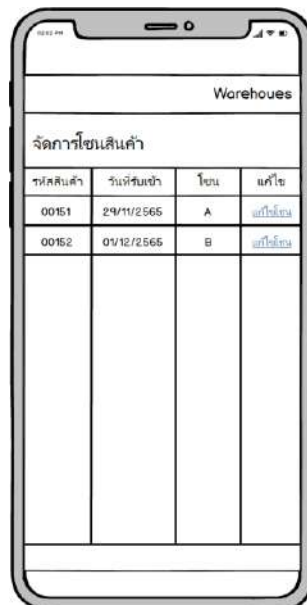 02:02 PM
Warehoues
จัดการโซนสินค้า
รหัสสินค้า วันที่รับเข้า โซน แก้ไข
00151 29/11/2565 A แก้ไขโซน
00152 01/12/2565 B แก้ไขโซน